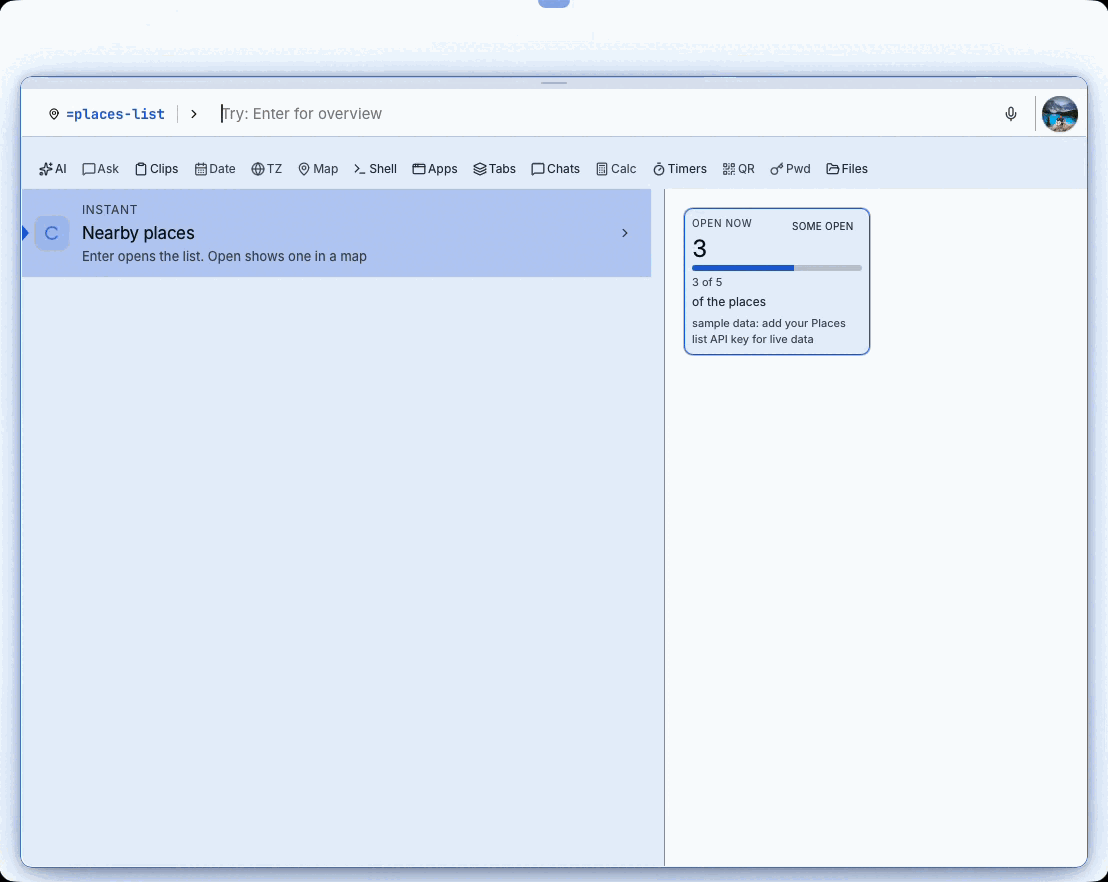 =places-list
Try: Enter for overview
AI Ask Clips Date TZ Map Shell Apps Tabs Chats Calc Timers QR Pwd Files
INSTANT
Nearby places
Enter opens the list. Open shows one in a map
OPEN NOW SOME OPEN
3
3 of 5
of the places
sample data: add your Places
list API key for live data